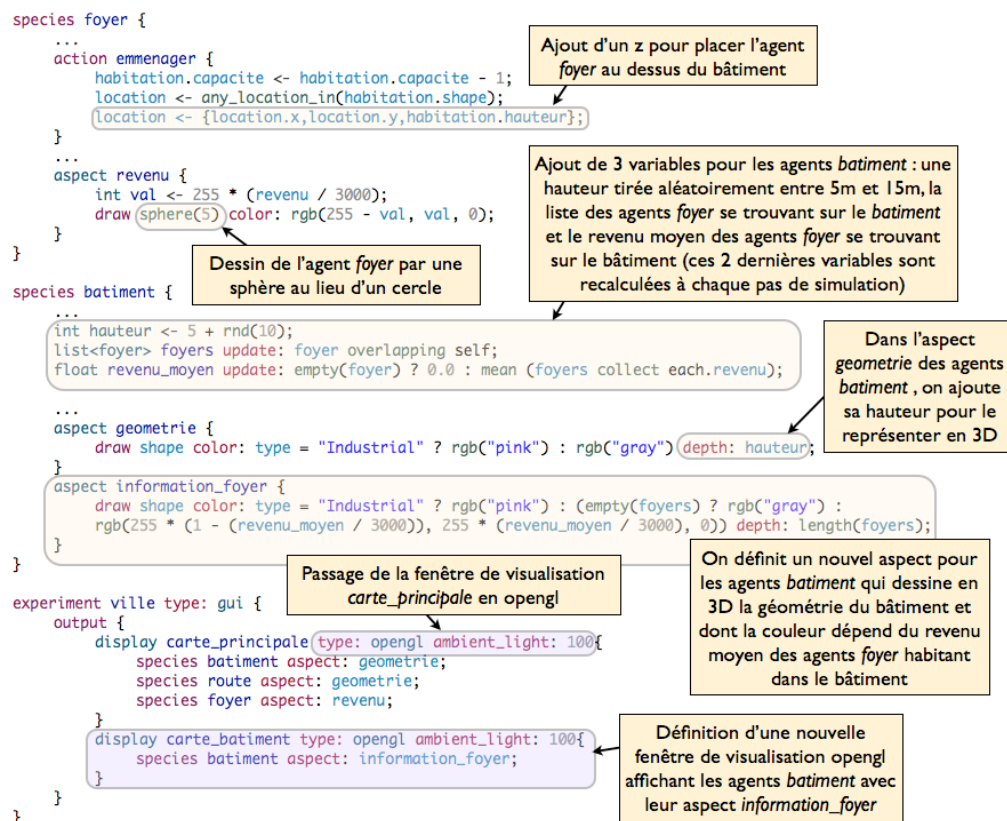 species foyer {
...
action emmenager {
habitation.capacite <- habitation.capacite - 1;
location <- any_location_in(habitation.shape);
location <- {location.x,location.y,habitation.hauteur};
}
...
aspect revenu {
int val <- 255 * (revenu / 3000);
draw sphere(5) color: rgb(255 - val, val, 0);
}
}
Ajout d'un z pour placer l'agent
foyer au dessus du bâtiment
Dessin de l'agent foyer par une
sphère au lieu d'un cercle
Ajout de 3 variables pour les agents batiment : une
hauteur tirée aléatoirement entre 5m et 15m, la
liste des agents foyer se trouvant sur le batiment
et le revenu moyen des agents foyer se trouvant
sur le bâtiment (ces 2 dernières variables sont
recalculées à chaque pas de simulation)
species batiment {
...
int hauteur <- 5 + rnd(10);
list<foyer> foyers update: foyer overlapping self;
float revenu_moyen update: empty(foyer) ? 0.0 : mean (foyers collect each.revenu);
...
aspect geometrie {
draw shape color: type = "Industrial" ? rgb("pink") : rgb("gray") depth: hauteur;
}
aspect information_foyer {
draw shape color: type = "Industrial" ? rgb("pink") : (empty(foyers) ? rgb("gray") :
rgb(255 * (1 - (revenu_moyen / 3000)), 255 * (revenu_moyen / 3000), 0)) depth: length(foyers);
}
}
Dans l'aspect
geometrie des agents
batiment , on ajoute
sa hauteur pour le
représenter en 3D
On définit un nouvel aspect pour
les agents batiment qui dessine en
3D la géométrie du bâtiment et
dont la couleur dépend du revenu
moyen des agents foyer habitant
dans le bâtiment
Passage de la fenêtre de visualisation
carte_principale en opengl
experiment ville type: gui {
output {
display carte_principale type: opengl ambient_light: 100{
species batiment aspect: geometrie;
species route aspect: geometrie;
species foyer aspect: revenu;
}
display carte_batiment type: opengl ambient_light: 100{
species batiment aspect: information_foyer;
}
}
}
Définition d'une nouvelle
fenêtre de visualisation opengl
affichant les agents batiment avec
leur aspect information_foyer